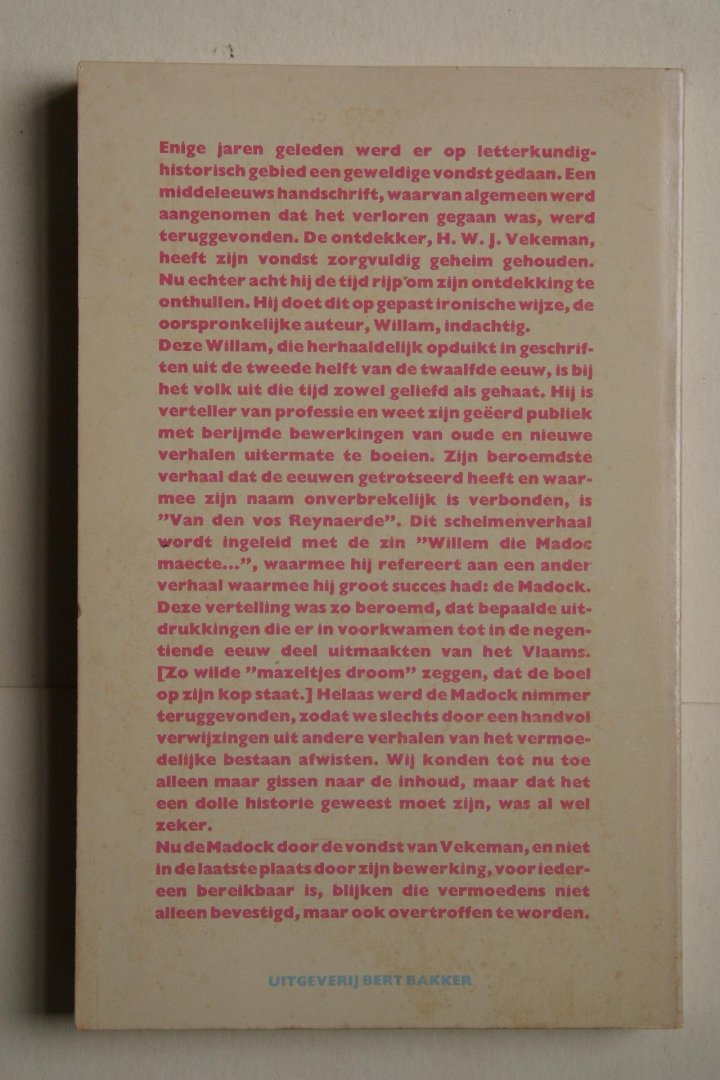 Enige jaren geleden werd er op letterkundig-
historisch gebied een geweldige vondst gedaan. Een
middeleeuws handschrift, waarvan algemeen werd
aangenomen dat het verloren gegaan was, werd
teruggevonden. De ontdekker, H. W. J. Vekeman,
heeft zijn vondst zorgvuldig geheim gehouden.
Nu echter acht hij de tijd rijp om zijn ontdekking te
onthullen. Hij doet dit op gepast ironische wijze, de
oorspronkelijke auteur, Willam, indachtig.
Deze Willam, die herhaaldelijk opduikt in geschrif-
ten uit de tweede helft van de twaalfde eeuw, is bij
het volk uit die tijd zowel geliefd als gehaat. Hij is
verteller van professie en weet zijn geëerd publiek
met berijmde bewerkingen van oude en nieuwe
verhalen uitermate te boeien. Zijn beroemdste
verhaal dat de eeuwen getrotseerd heeft en waar-
mee zijn naam onverbrekelijk is verbonden, is
”Van den vos Reynaerde”. Dit schelmenverhaal
wordt ingeleid met de zin ”Willem die Madoc
maecte...”, waarmee hij refereert aan een ander
verhaal waarmee hij groot succes had: de Madock.
Deze vertelling was zo beroemd, dat bepaalde uit-
drukkingen die er in voorkwamen tot in de negen-
tiende eeuw deel uitmaakten van het Vlaams.
[Zo wilde ”mazeltjes droom” zeggen, dat de boel
op zijn kop staat.] Helaas werd de Madock nimmer
teruggevonden, zodat we slechts door een handvol
verwijzingen uit andere verhalen van het vermoe-
delijke bestaan afwisten. Wij konden tot nu toe
alleen maar gissen naar de inhoud, maar dat het
een dolle historie geweest moet zijn, was al wel
zeker.
Nu de Madock door de vondst van Vekeman, en niet
in de laatste plaats door zijn bewerking, voor ieder-
een bereikbaar is, blijken die vermoedens niet
alleen bevestigd, maar ook overtroffen te worden.
UITGEVERIJ BERT BAKKER